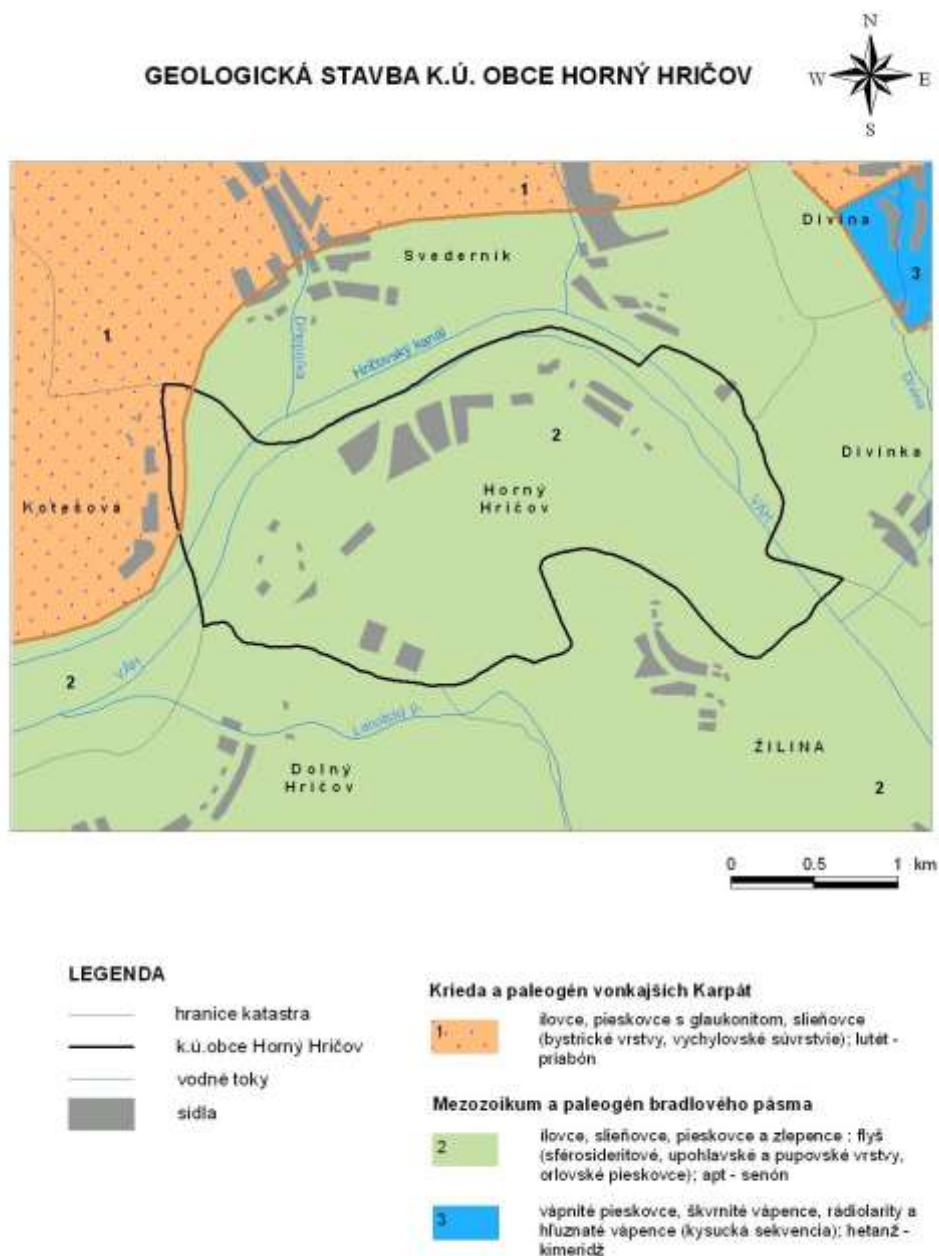 GEOLOGICKÁ STAVBA K.Ú. OBCE HORNÝ HRIČOV
N
W
E
S
1
Divina
Svederník
3
1
Hričovský kanál
2
Divinka
Horný
Hričov
Kotešová
VÁH
VÁH
2
ŽILINA
Dolný
Hričov
2
0 0.5 1 km
LEGENDA
hranice katastra
k.ú.obce Horný Hričov
vodné toky
sídla
Krieda a paleogén vonkajších Karpát
1
ílovce, pieskovce s glaukonitom, slieňovce
(bystrické vrstvy, vychylovské súvrstvie); lutét -
priabón
Mezozoikum a paleogén bradlového pásma
2
ílovce, slieňovce, pieskovce a zlepence : flyš
(sférosideritové, upohlavské a pupovské vrstvy,
orlovské pieskovce); apt - senón
3
vápnité pieskovce, škvrnité vápence, rádiolarity a
hľuznaté vápence (kysucká sekvencia); hetanž -
kimeridž